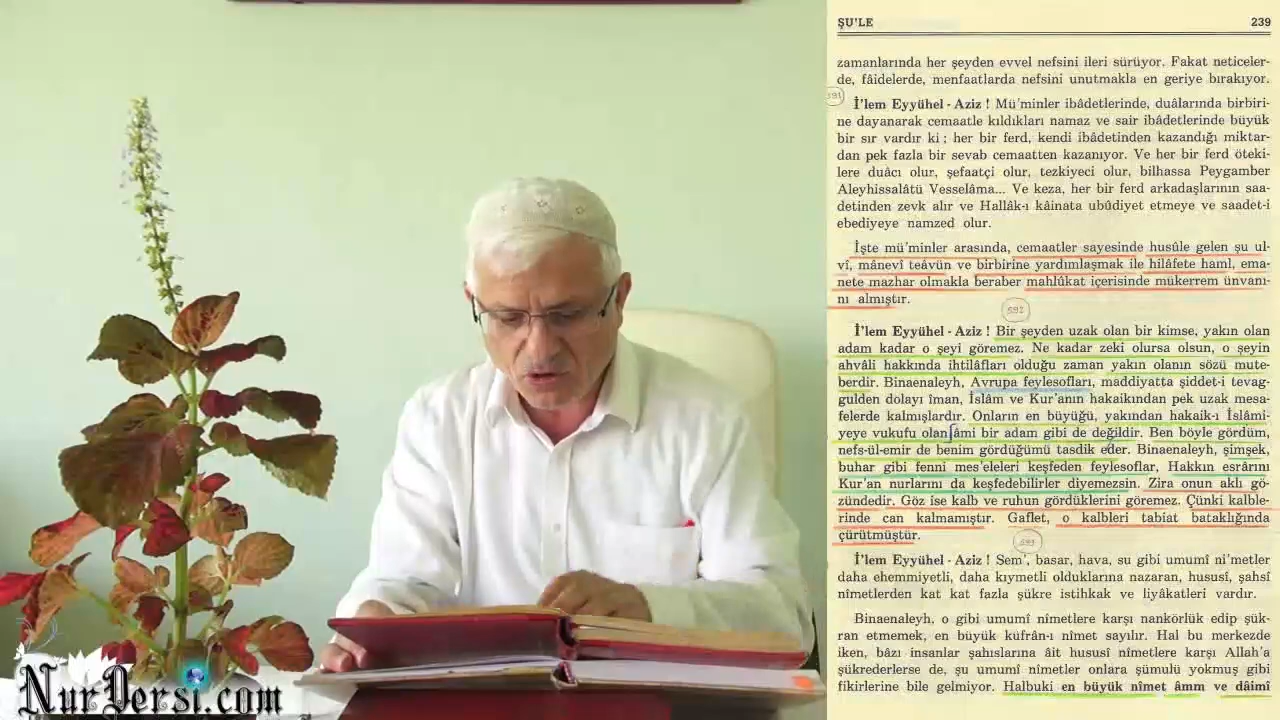 ŞU'LE 239
zamanlarında her şeyden evvel nefsini ileri sürüyor. Fakat neticeler-
de, fâidelerde, menfaatlarda nefsini unutmakla en geriye bırakıyor.
591
İ'lem Eyyühel - Aziz ! Mü'minler ibâdetlerinde, duâlarında birbiri-
ne dayanarak cemaatle kıldıkları namaz ve sair ibâdetlerinde büyük
bir sır vardır ki ; her bir ferd, kendi ibâdetinden kazandığı miktar-
dan pek fazla bir sevab cemaatten kazanıyor. Ve her bir ferd öteki-
lere duâcı olur, şefaatçi olur, tezkiyeci olur, bilhassa Peygamber
Aleyhissalâtü Vesselâma... Ve keza, her bir ferd arkadaşlarının saa-
detinden zevk alır ve Hallâk-ı kâinata ubûdiyet etmeye ve saadet-i
ebediyeye namzed olur.
İşte mü'minler arasında, cemaatler sayesinde husûle gelen şu ul-
vî, mânevî teâvün ve birbirine yardımlaşmak ile hilâfete haml, ema-
nete mazhar olmakla beraber mahlûkat içerisinde mükerrem ünvanı-
nı almıştır.
592
İ'lem Eyyühel - Aziz ! Bir şeyden uzak olan bir kimse, yakın olan
adam kadar o şeyi göremez. Ne kadar zeki olursa olsun, o şeyin
ahvâli hakkında ihtilâfları olduğu zaman yakın olanın sözü mute-
berdir. Binaenaleyh, Avrupa feylesofları, maddiyatta şiddet-i tevag-
gulden dolayı îman, İslâm ve Kur'anın hakaikından pek uzak mesa-
felerde kalmışlardır. Onların en büyüğü, yakından hakaik-ı İslâmi-
yeye vukufu olan âmi bir adam gibi de değildir. Ben böyle gördüm,
nefs-ül-emir de benim gördüğümü tasdik eder. Binaenaleyh, şimşek,
buhar gibi fenni mes'eleleri keşfeden feylesoflar, Hakkın esrârını
Kur'an nurlarını da keşfedebilirler diyemezsin. Zira onun aklı gö-
zündedir. Göz ise kalb ve ruhun gördüklerini göremez. Çünki kalble-
rinde can kalmamıştır. Gaflet, o kalbleri tabiat bataklığında
çürütmüştür.
593
İ'lem Eyyühel - Aziz ! Sem', basar, hava, su gibi umumî ni'metler
daha ehemmiyetli, daha kıymetli olduklarına nazaran, hususî, şahsî
nîmetlerden kat kat fazla şükre istihkak ve liyâkatleri vardır.
Binaenaleyh, o gibi umumî nîmetlere karşı nankörlük edip şük-
ran etmemek, en büyük küfrân-ı nîmet sayılır. Hal bu merkezde
iken, bâzı insanlar şahıslarına âit hususî nîmetlere karşı Allah'a
şükrederlerse de, şu umumî nîmetler onlara şümulü yokmuş gibi
fikirlerine bile gelmiyor. Halbuki en büyük nîmet âmm ve dâimî
NurDersi.com